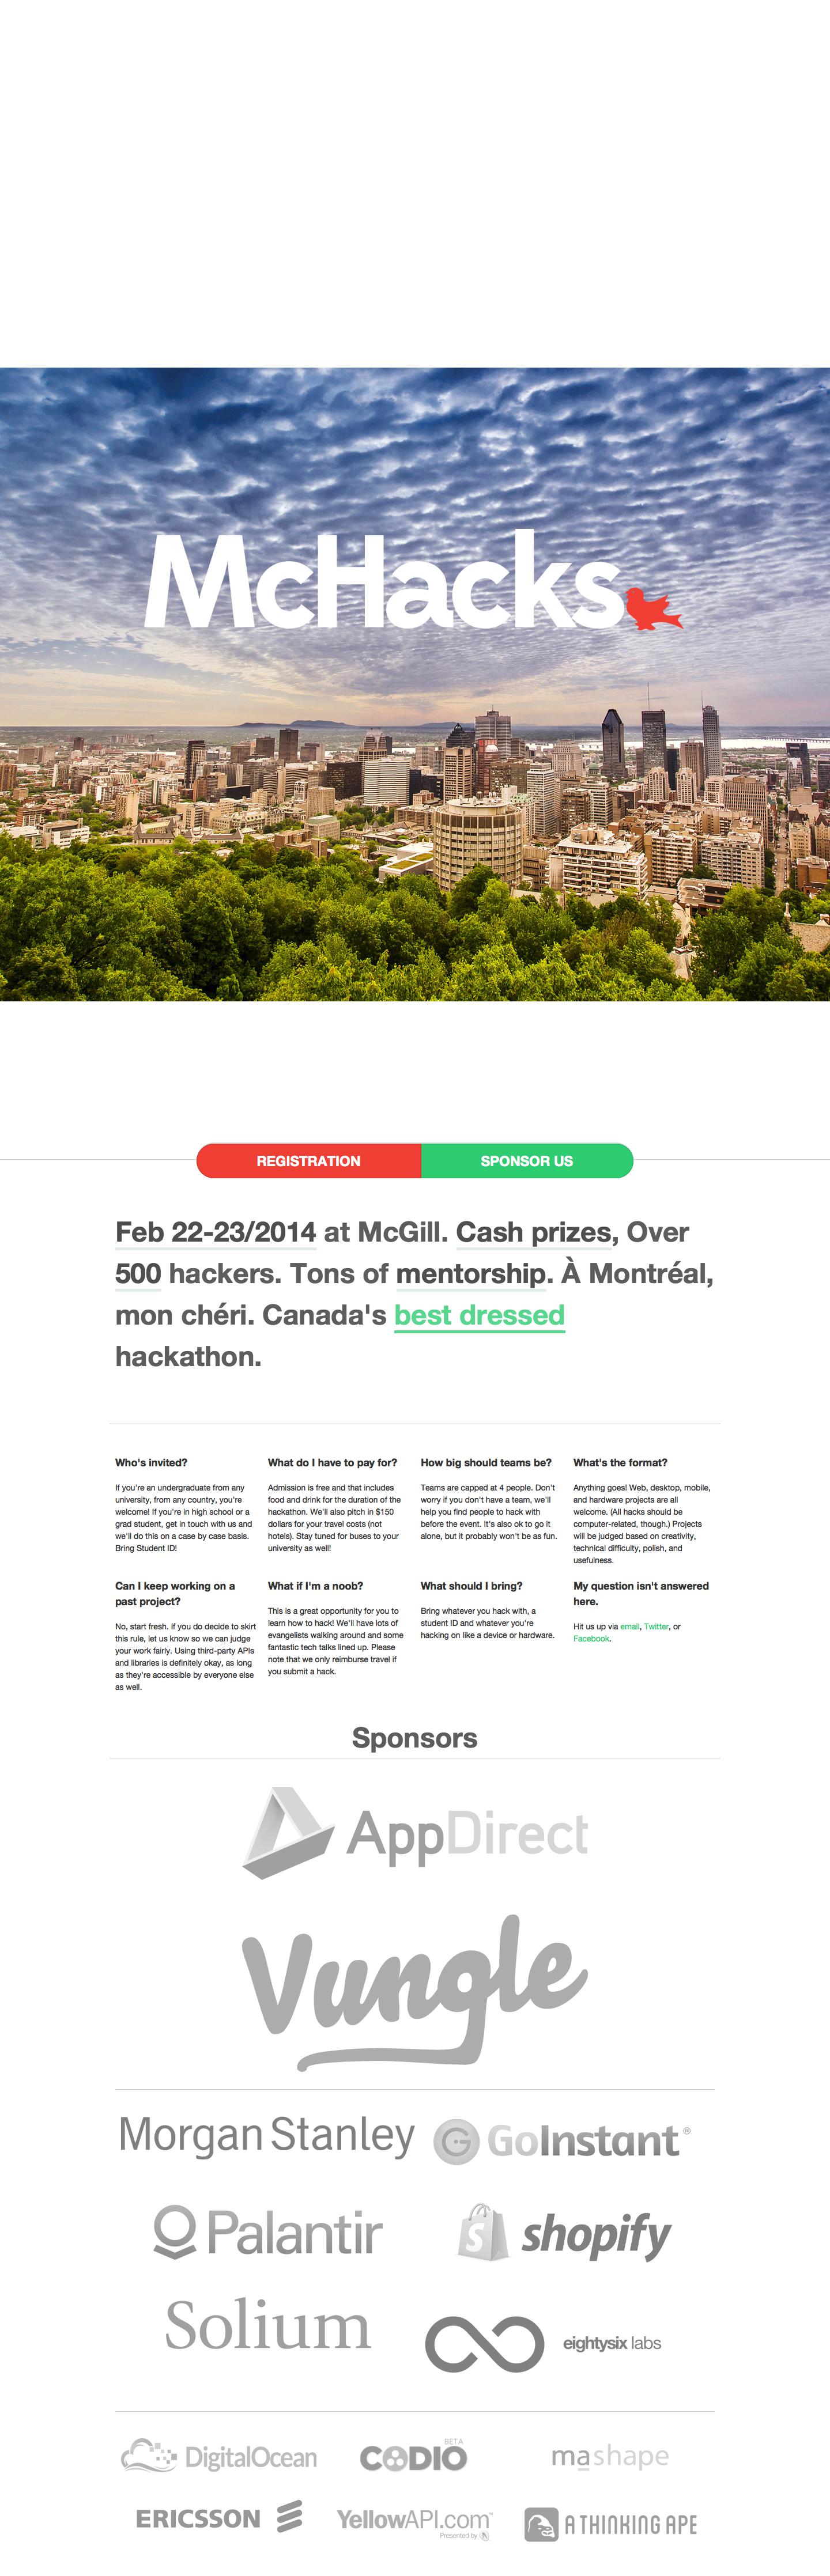 McHacks
REGISTRATION
SPONSOR US
Feb 22-23/2014 at McGill. Cash prizes, Over
500 hackers. Tons of mentorship. À Montréal,
mon chéri. Canada's best dressed
hackathon.
Who's invited?
If you're an undergraduate from any
university, from any country, you're
welcome! If you're in high school or a
grad student, get in touch with us and
we'll do this on a case by case basis.
Bring Student ID!
What do I have to pay for?
Admission is free and that includes
food and drink for the duration of the
hackathon. We'll also pitch in $150
dollars for your travel costs (not
hotels). Stay tuned for buses to your
university as well!
How big should teams be?
Teams are capped at 4 people. Don't
worry if you don't have a team, we'll
help you find people to hack with
before the event. It's also ok to go it
alone, but it probably won't be as fun.
What's the format?
Anything goes! Web, desktop, mobile,
and hardware projects are all
welcome. (All hacks should be
computer-related, though.) Projects
will be judged based on creativity,
technical difficulty, polish, and
usefulness.
Can I keep working on a
past project?
No, start fresh. If you do decide to skirt
this rule, let us know so we can judge
your work fairly. Using third-party APIs
and libraries is definitely okay, as long
as they're accessible by everyone else
as well.
What if I'm a noob?
This is a great opportunity for you to
learn how to hack! We'll have lots of
evangelists walking around and some
fantastic tech talks lined up. Please
note that we only reimburse travel if
you submit a hack.
What should I bring?
Bring whatever you hack with, a
student ID and whatever you're
hacking on like a device or hardware.
My question isn't answered
here.
Hit us up via email, Twitter, or
Facebook.
Sponsors
AppDirect
Vungle
Morgan Stanley
GoInstant®
Palantir
shopify
Solium
eightysix labs
DigitalOcean
CODIO BETA
mashape
ERICSSON
YellowAPI.com™
Presented by
A THINKING APE